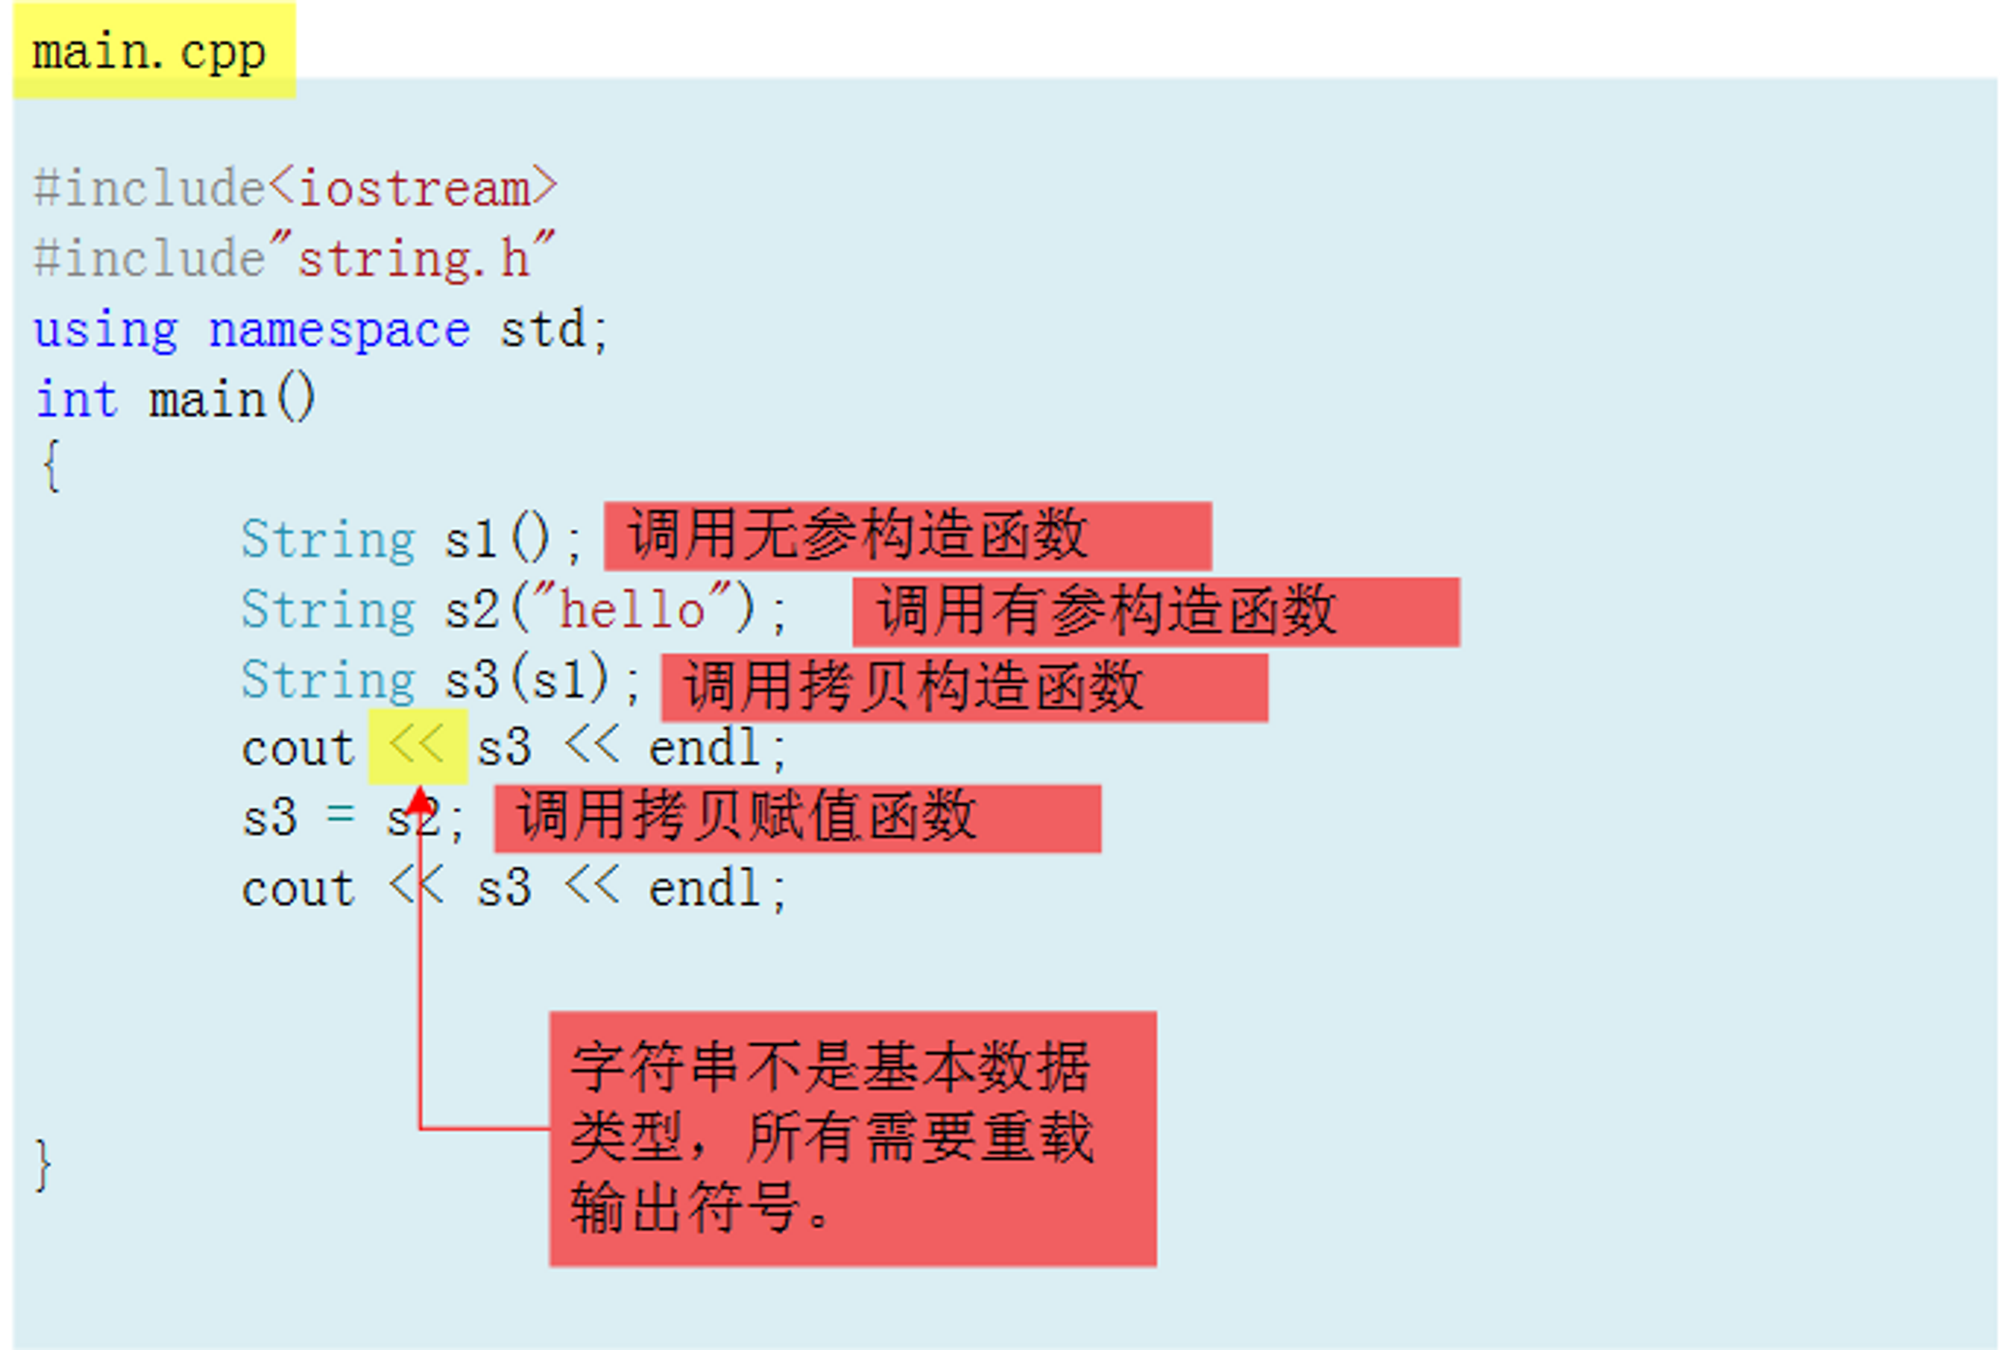 main.cpp
#include<iostream>
#include"string.h"
using namespace std;
int main()
{
String s1(); 调用无参构造函数
String s2("hello"); 调用有参构造函数
String s3(s1); 调用拷贝构造函数
cout << s3 << endl;
s3 = s2; 调用拷贝赋值函数
cout << s3 << endl;
字符串不是基本数据
类型，所有需要重载
输出符号。
}